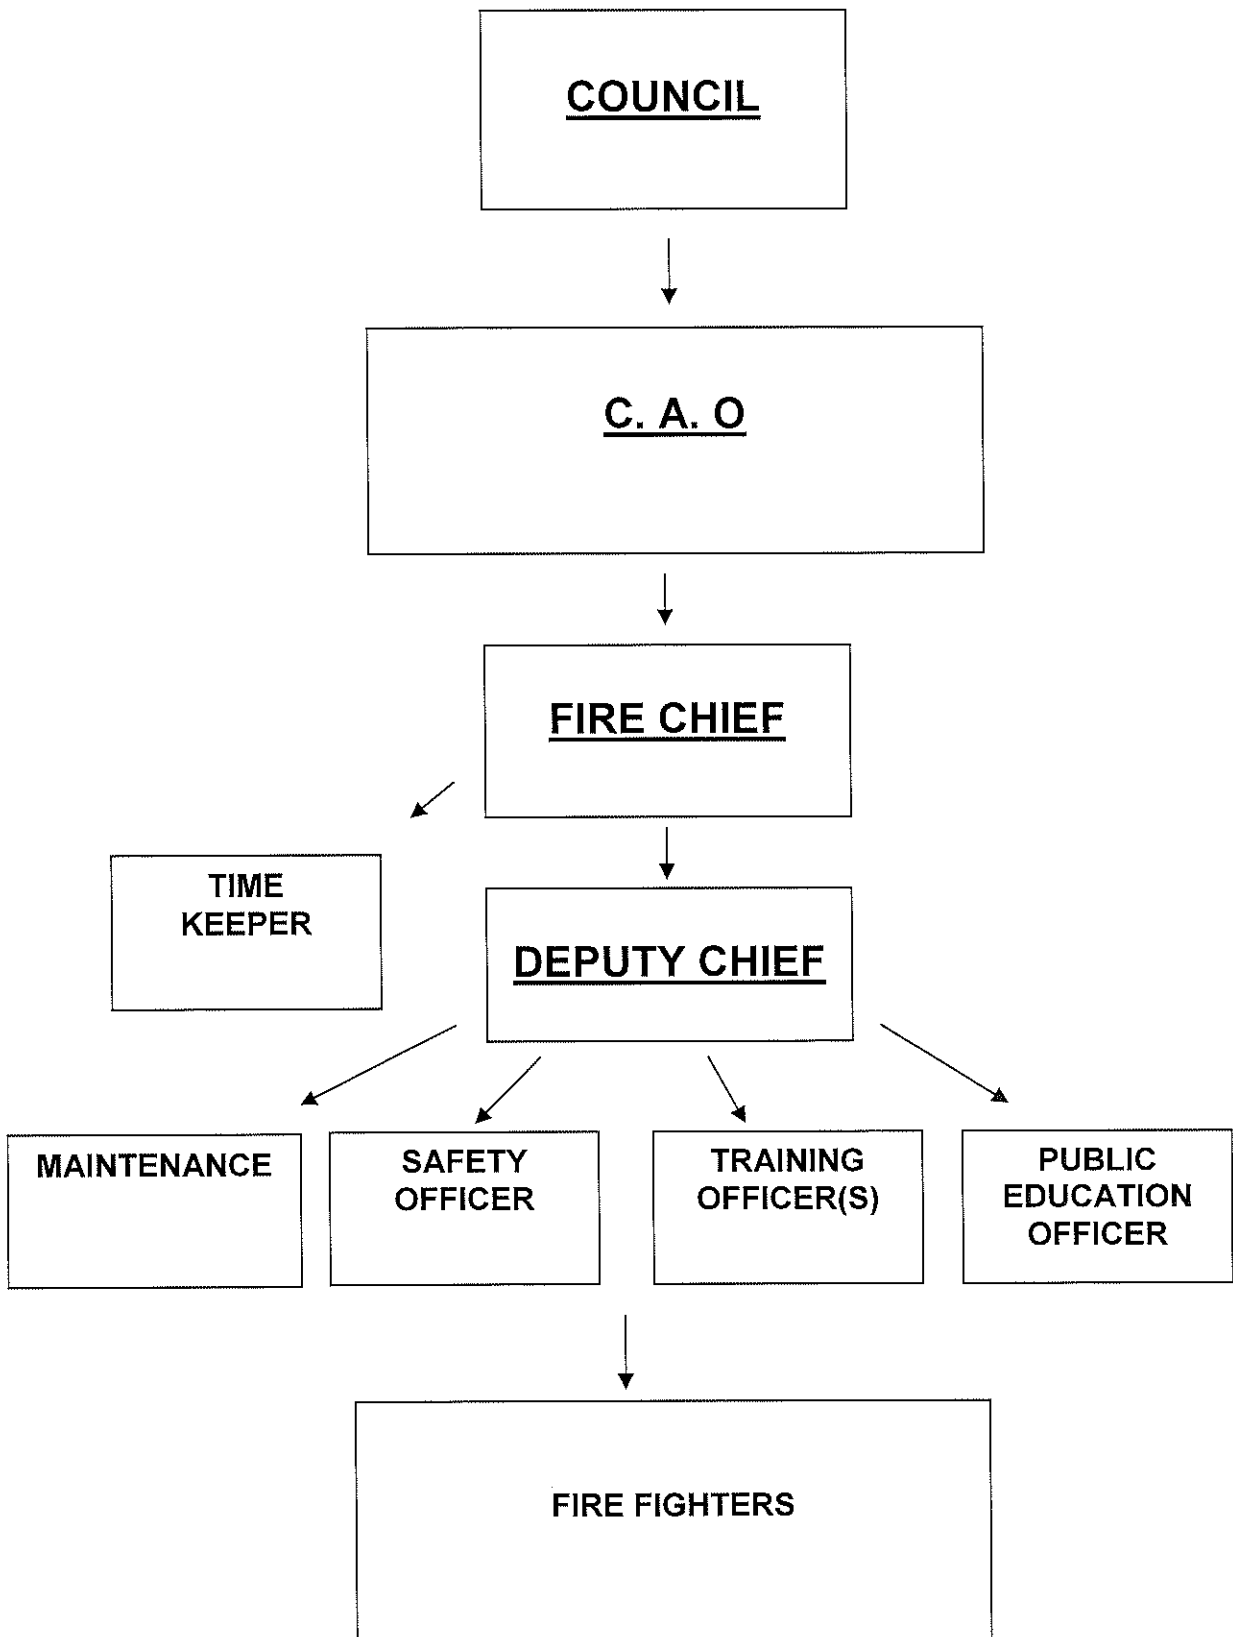 COUNCIL
C. A. O
FIRE CHIEF
TIME
KEEPER
DEPUTY CHIEF
MAINTENANCE
SAFETY
OFFICER
TRAINING
OFFICER(S)
PUBLIC
EDUCATION
OFFICER
FIRE FIGHTERS